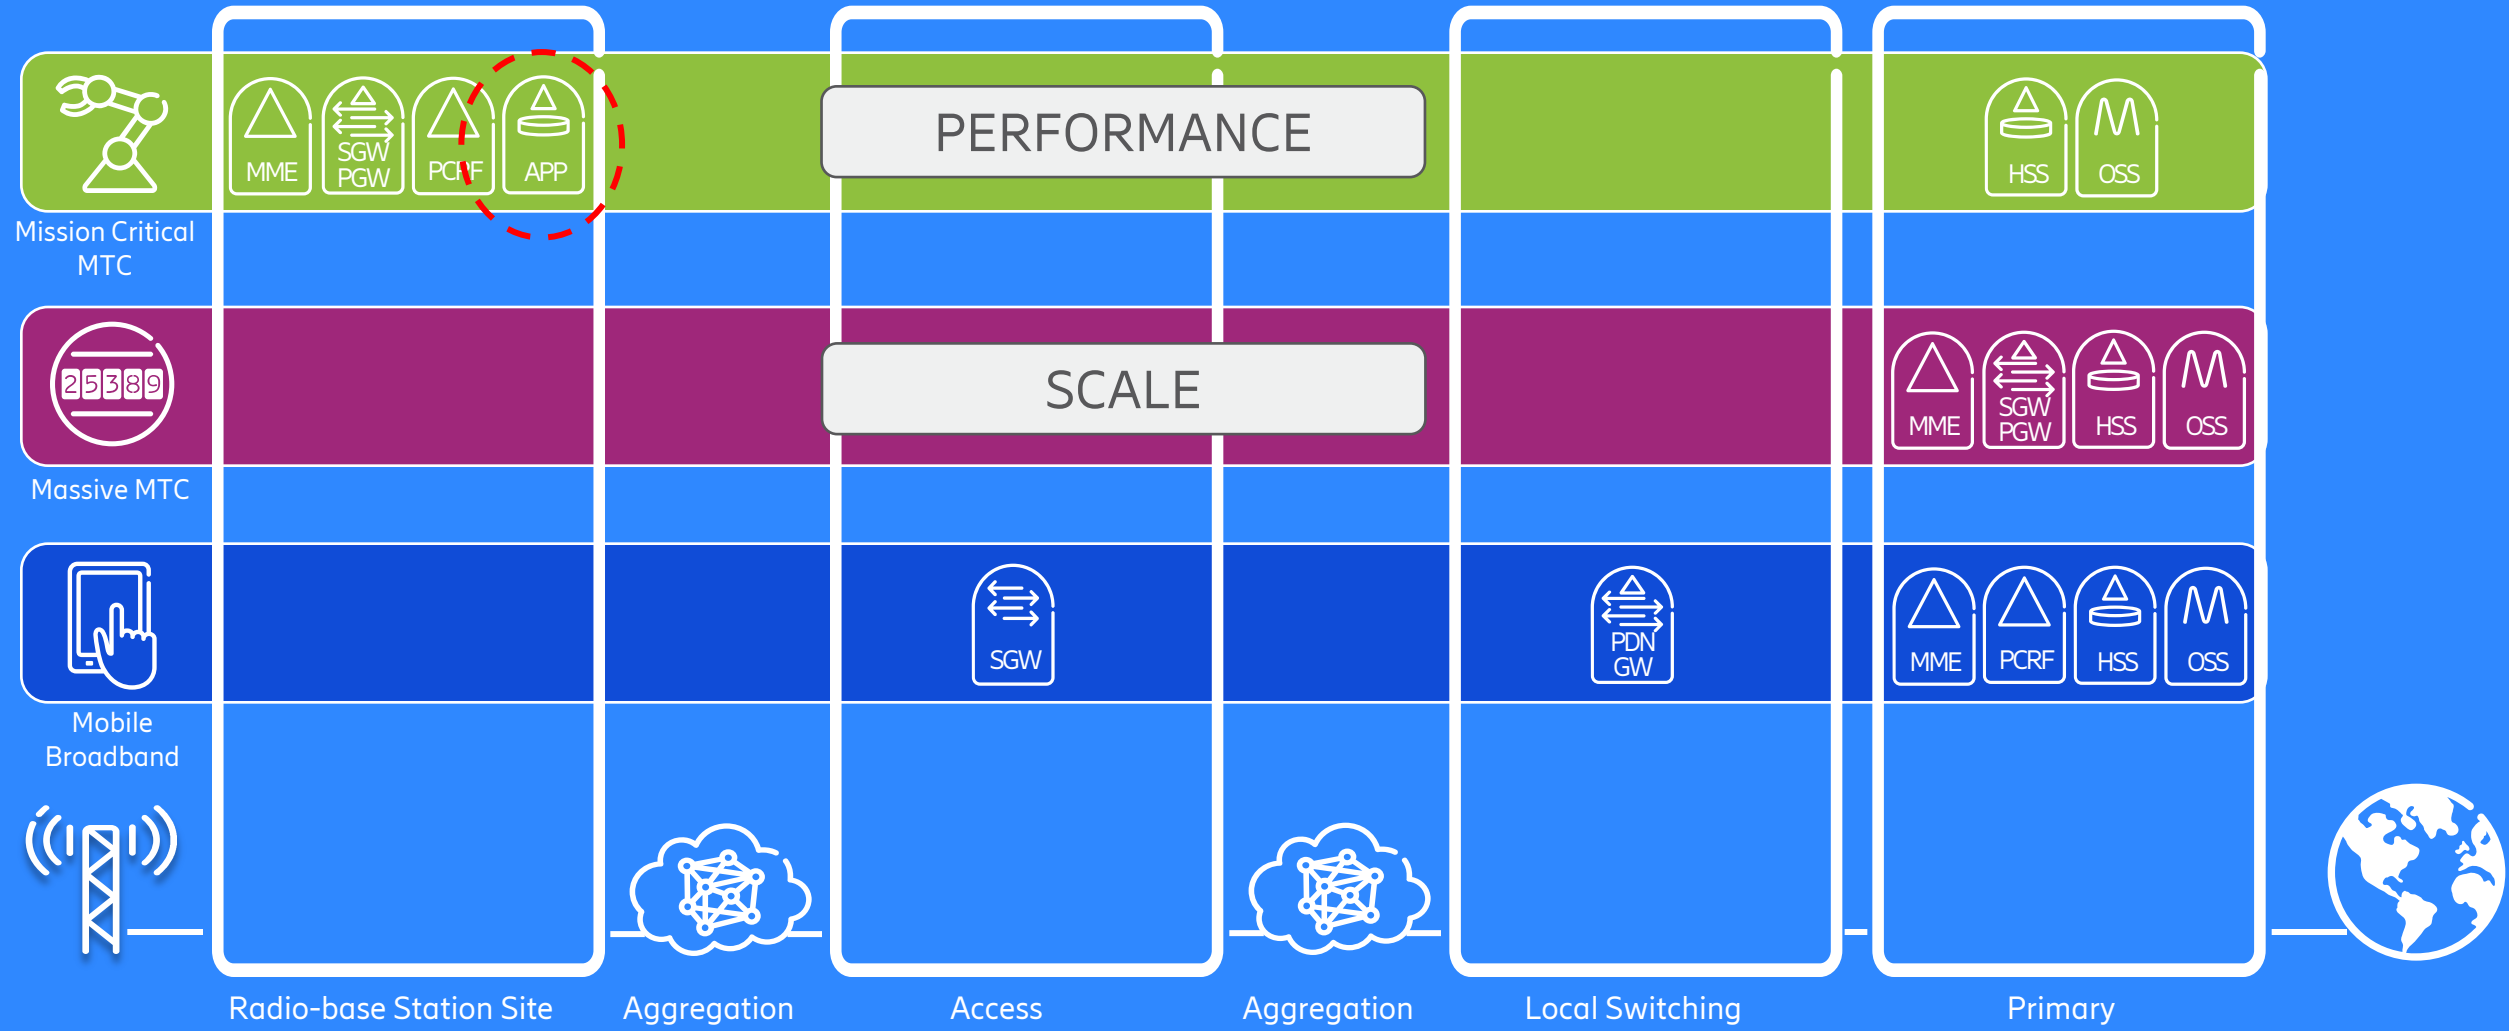 MME
SGW
PGW
PCRF
APP
PERFORMANCE
HSS
OSS
Mission Critical
MTC
25389
SCALE
MME
SGW
PGW
HSS
OSS
Massive MTC
SGW
PDN
GW
MME
PCRF
HSS
OSS
Mobile
Broadband
Radio-base Station Site
Aggregation
Access
Aggregation
Local Switching
Primary